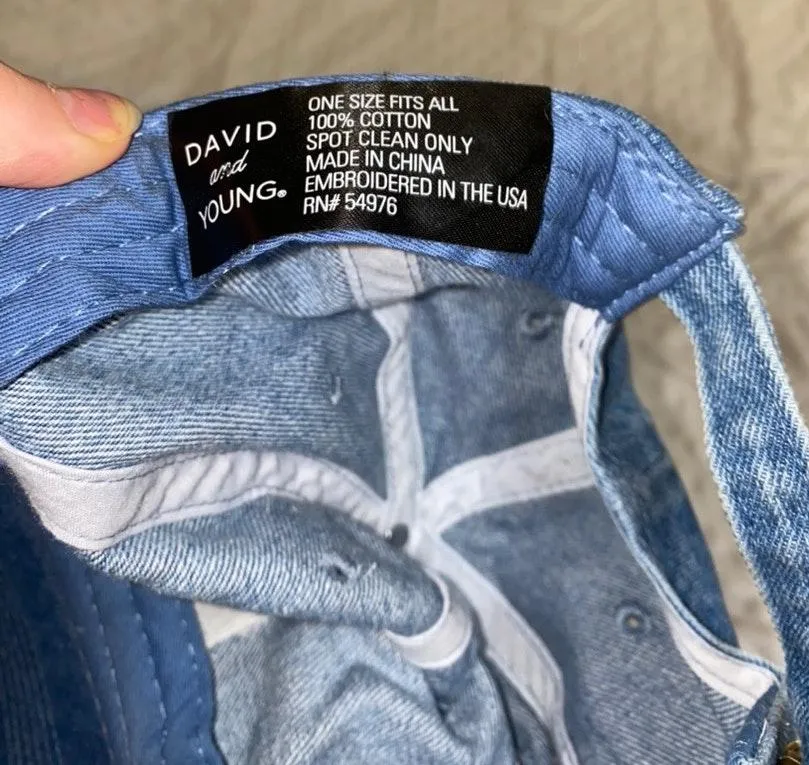 DAVID
and
YOUNG®
ONE SIZE FITS ALL
100% COTTON
SPOT CLEAN ONLY
MADE IN CHINA
EMBROIDERED IN THE USA
RN# 54976